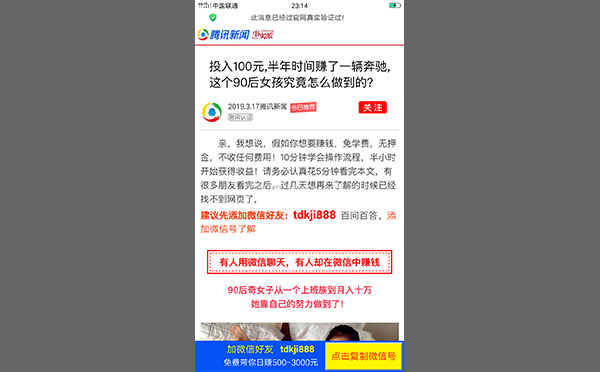 中国联通
23:14
此消息已经过官网真实验证过!
腾讯新闻
投入100元,半年时间赚了一辆奔驰,
这个90后女孩究竟怎么做到的?
2019.3.17腾讯新闻 今日推荐
官网认证
关注
亲,我想说,假如你想要赚钱,免学费,无押
金,不收任何费用!10分钟学会操作流程,半小时
开始获得收益!请务必认真花5分钟看完本文,有
很多朋友看完之后,过几天想再来了解的时候已经
找不到网页了,
建议先添加微信好友:tdkji888 百问百答,添
加微信号了解
有人用微信聊天,有人却在微信中赚钱
90后奇女子从一个上班族到月入十万
她靠自己的努力做到了!
加微信好友 tdkji888
免费带你日赚500-3000元
点击复制微信号